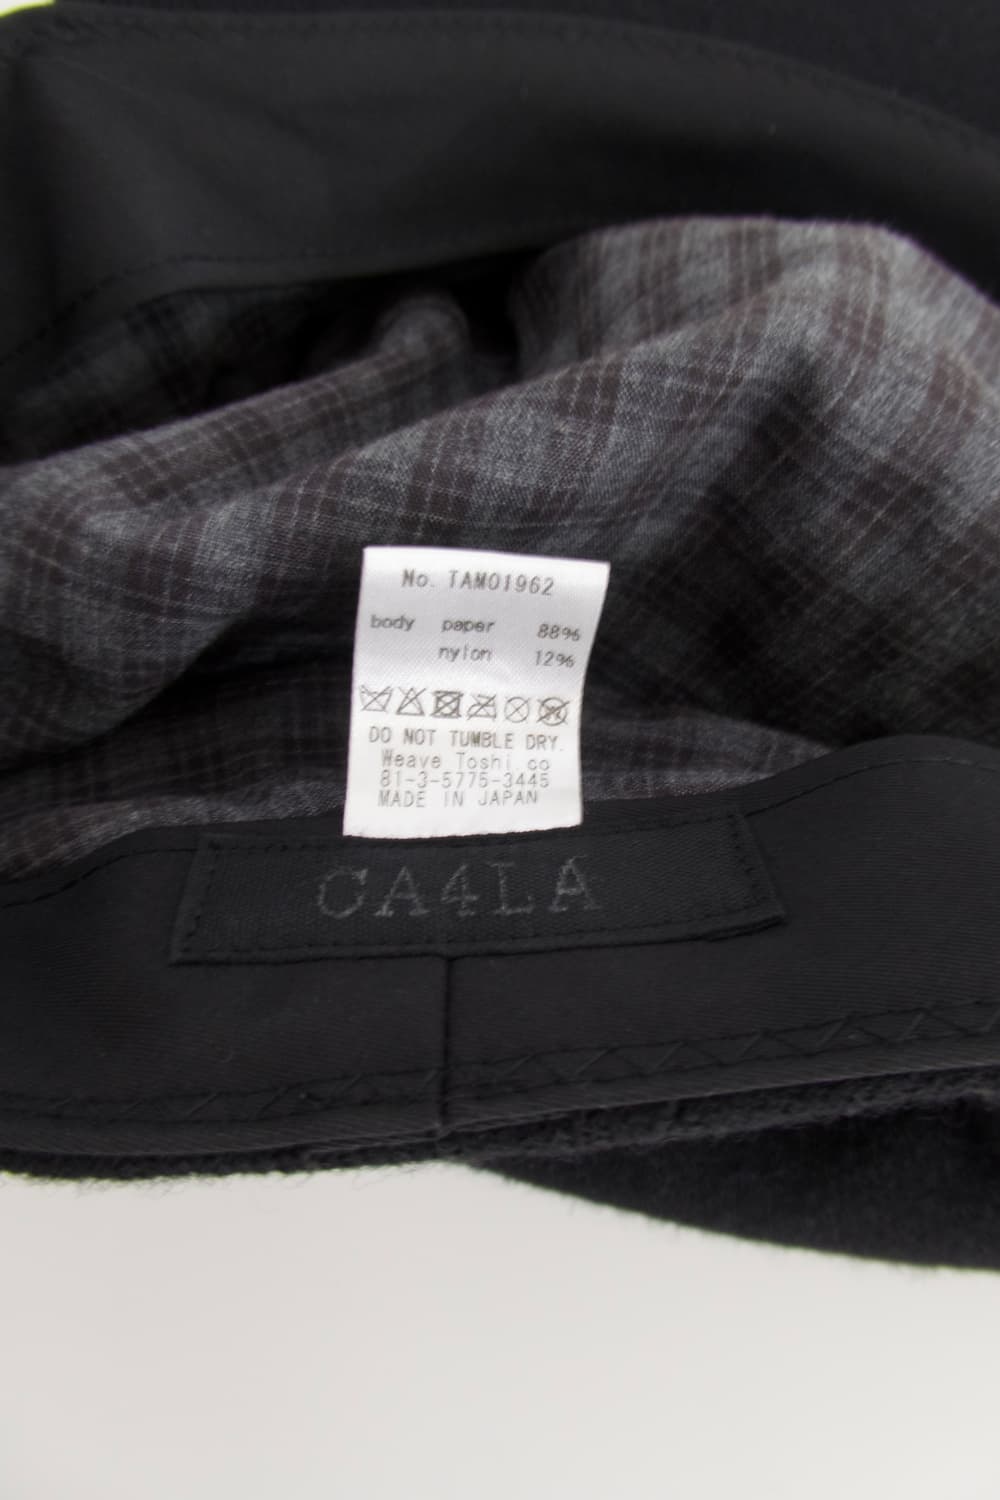 No. TAM01962
body paper 88%
nylon 12%
DO NOT TUMBLE DRY.
Weave Toshi co
81-3-5775-3445
MADE IN JAPAN
CA4LA